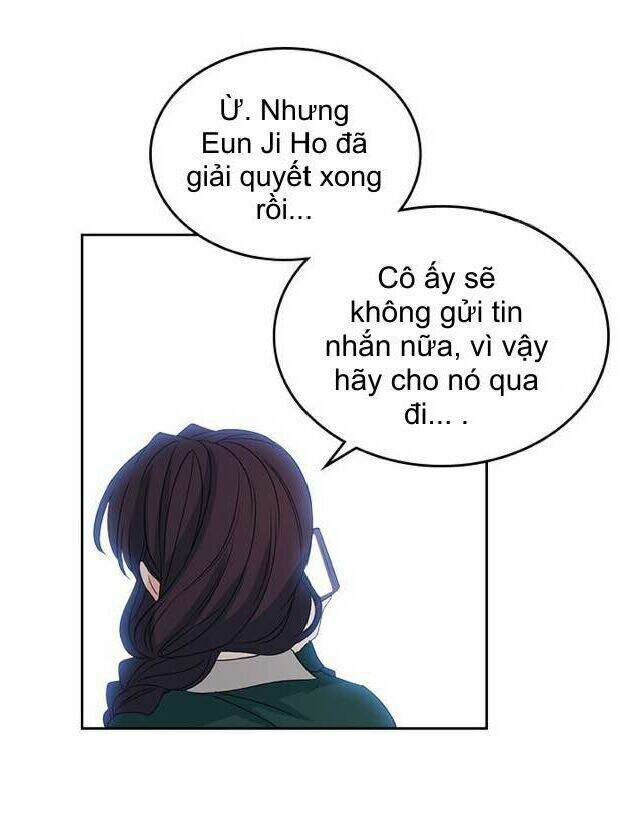 Ừ. Nhưng
Eun Ji Ho đã
giải quyết xong
rồi...
Cô ấy sẽ
không gửi tin
nhắn nữa, vì vậy
hãy cho nó qua
đi... .